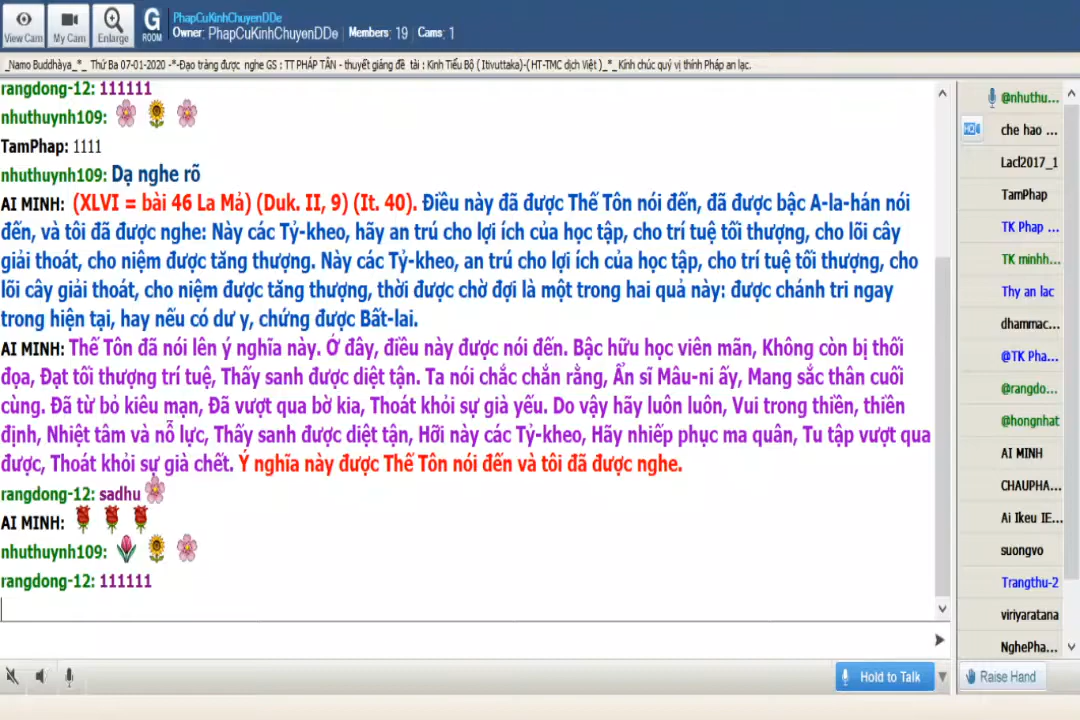 View Cam
My Cam
Enlarge
G
ROOM
PhapCuKinhChuyenDDe
Owner: PhapCuKinhChuyenDDe Members: 19 Cams: 1
_Namo Buddhàya_*_ Thứ Ba 07-01-2020 -*-Đạo tràng được nghe GS : TT PHÁP TÂN - thuyết giảng đề tài : Kinh Tiểu Bộ ( Itivuttaka)-( HT-TMC dịch Việt )_*_Kính chúc quý vị thính Pháp an lạc.
rangdong-12: 111111
nhuthuynh109:
TamPhap: 1111
nhuthuynh109: Dạ nghe rõ
AI MINH: (XLVI = bài 46 La Mả) (Duk. II, 9) (It. 40). Điều này đã được Thế Tôn nói đến, đã được bậc A-la-hán nói
đến, và tôi đã được nghe: Này các Tỷ-kheo, hãy an trú cho lợi ích của học tập, cho trí tuệ tối thượng, cho lõi cây
giải thoát, cho niệm được tăng thượng. Này các Tỷ-kheo, an trú cho lợi ích của học tập, cho trí tuệ tối thượng, cho
lõi cây giải thoát, cho niệm được tăng thượng, thời được chờ đợi là một trong hai quả này: được chánh tri ngay
trong hiện tại, hay nếu có dư y, chứng được Bất-lai.
AI MINH: Thế Tôn đã nói lên ý nghĩa này. Ở đây, điều này được nói đến. Bậc hữu học viên mãn, Không còn bị thối
đọa, Đạt tối thượng trí tuệ, Thấy sanh được diệt tận. Ta nói chắc chắn rằng, Ẩn sĩ Mâu-ni ấy, Mang sắc thân cuối
cùng. Đã từ bỏ kiêu mạn, Đã vượt qua bờ kia, Thoát khỏi sự già yếu. Do vậy hãy luôn luôn, Vui trong thiền, thiền
định, Nhiệt tâm và nỗ lực, Thấy sanh được diệt tận, Hỡi này các Tỷ-kheo, Hãy nhiếp phục ma quân, Tu tập vượt qua
được, Thoát khỏi sự già chết. Ý nghĩa này được Thế Tôn nói đến và tôi đã được nghe.
rangdong-12: sadhu
AI MINH:
nhuthuynh109:
rangdong-12: 111111
Hold to Talk
@nhuthu...
HD
che hao ...
Lacl2017_1
TamPhap
TK Phap ...
TK minhh...
Thy an lac
dhammac...
@TK Pha...
@rangdo...
@hongnhat
AI MINH
CHAUPHA...
Ai Ikeu IE...
suongvo
Trangthu-2
viriyaratana
NghePha...
Raise Hand